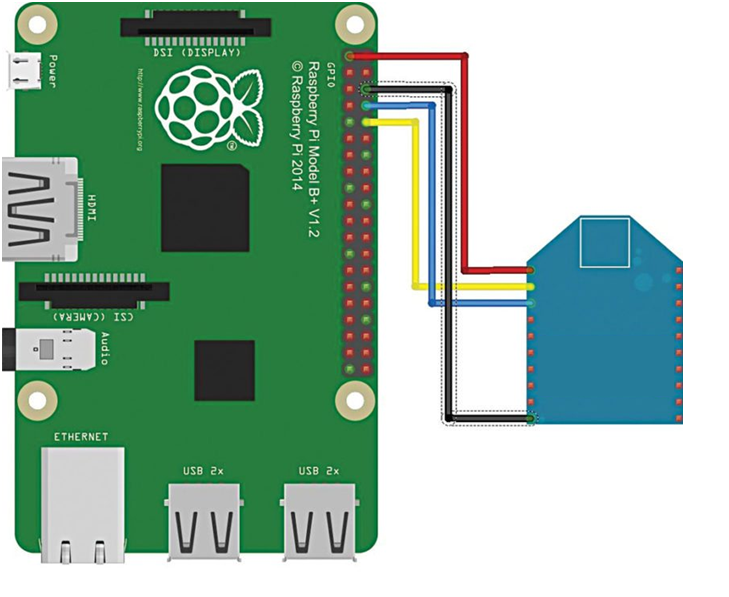 DSI (DISPLAY)
Power
http://www.raspberrypi.org
GPIO
Raspberry Pi Model B+ V1.2
© Raspberry Pi 2014
HDMI
CSI (CAMERA)
Audio
ETHERNET
USB 2x
USB 2x